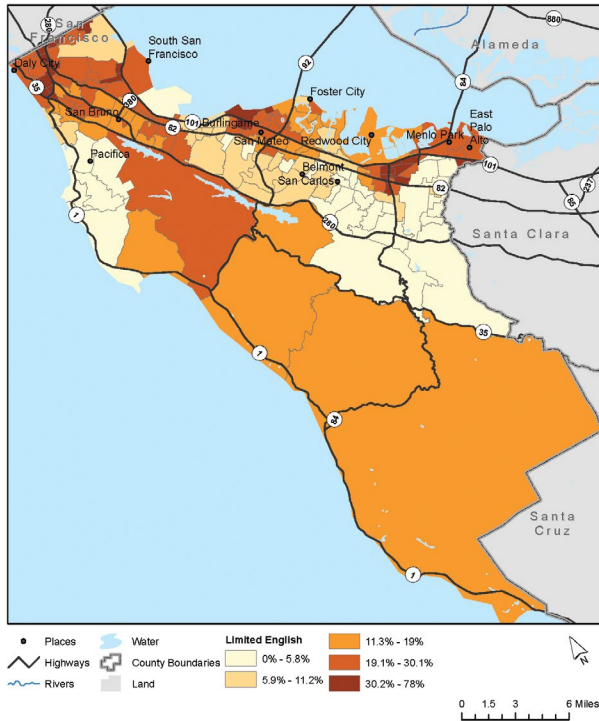 San
Francisco
280
880
Alameda
South San
Francisco
92
Daly City
84
35
Foster City
380
San Bruno
East
Palo
Alto
101
Burlingame
82
San Mateo
Redwood City
Menlo Park
Pacifica
Belmont
San Carlos
101
82
237
85
1
280
Santa Clara
35
1
84
Santa
Cruz
1
Places
Water
Limited English
11.3% - 19%
Highways
County Boundaries
0% - 5.8%
19.1% - 30.1%
Rivers
Land
5.9% - 11.2%
30.2% - 78%
N
0 1.5 3 6 Miles